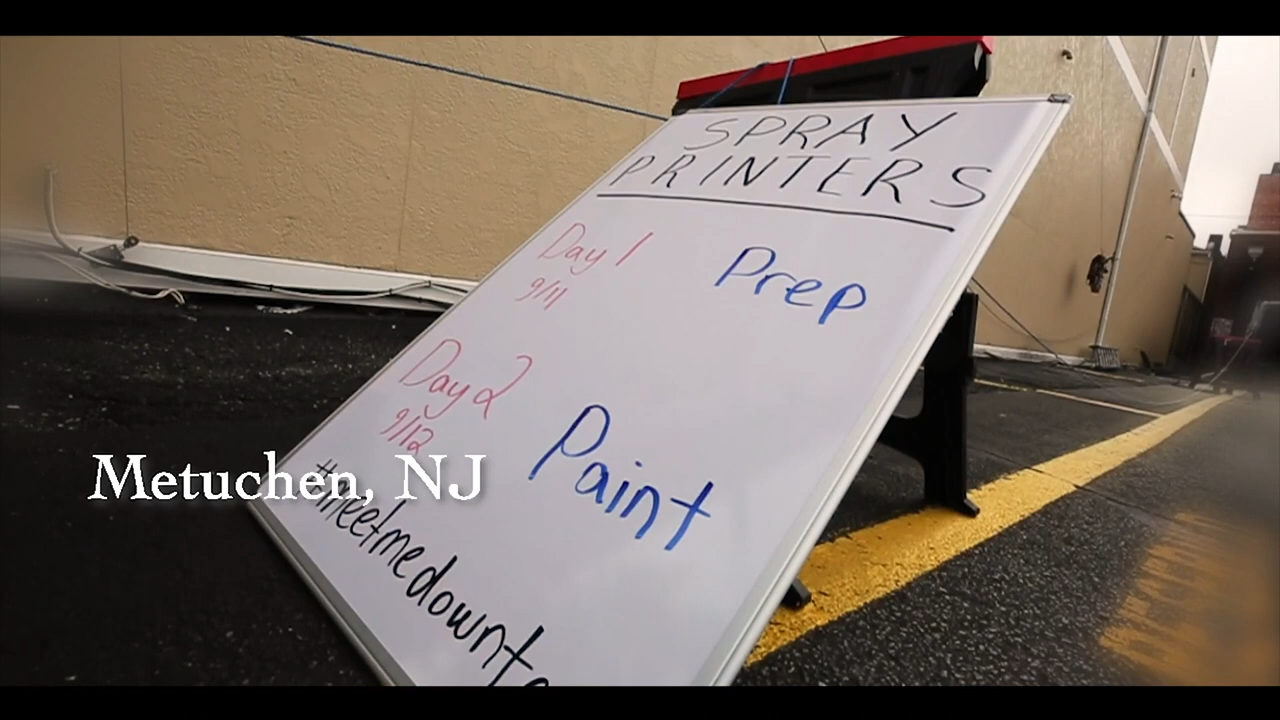 SPRAY
PRINTERS
Day 1 Prep
9/11
Day 2 Paint
9/12
Metuchen, NJ